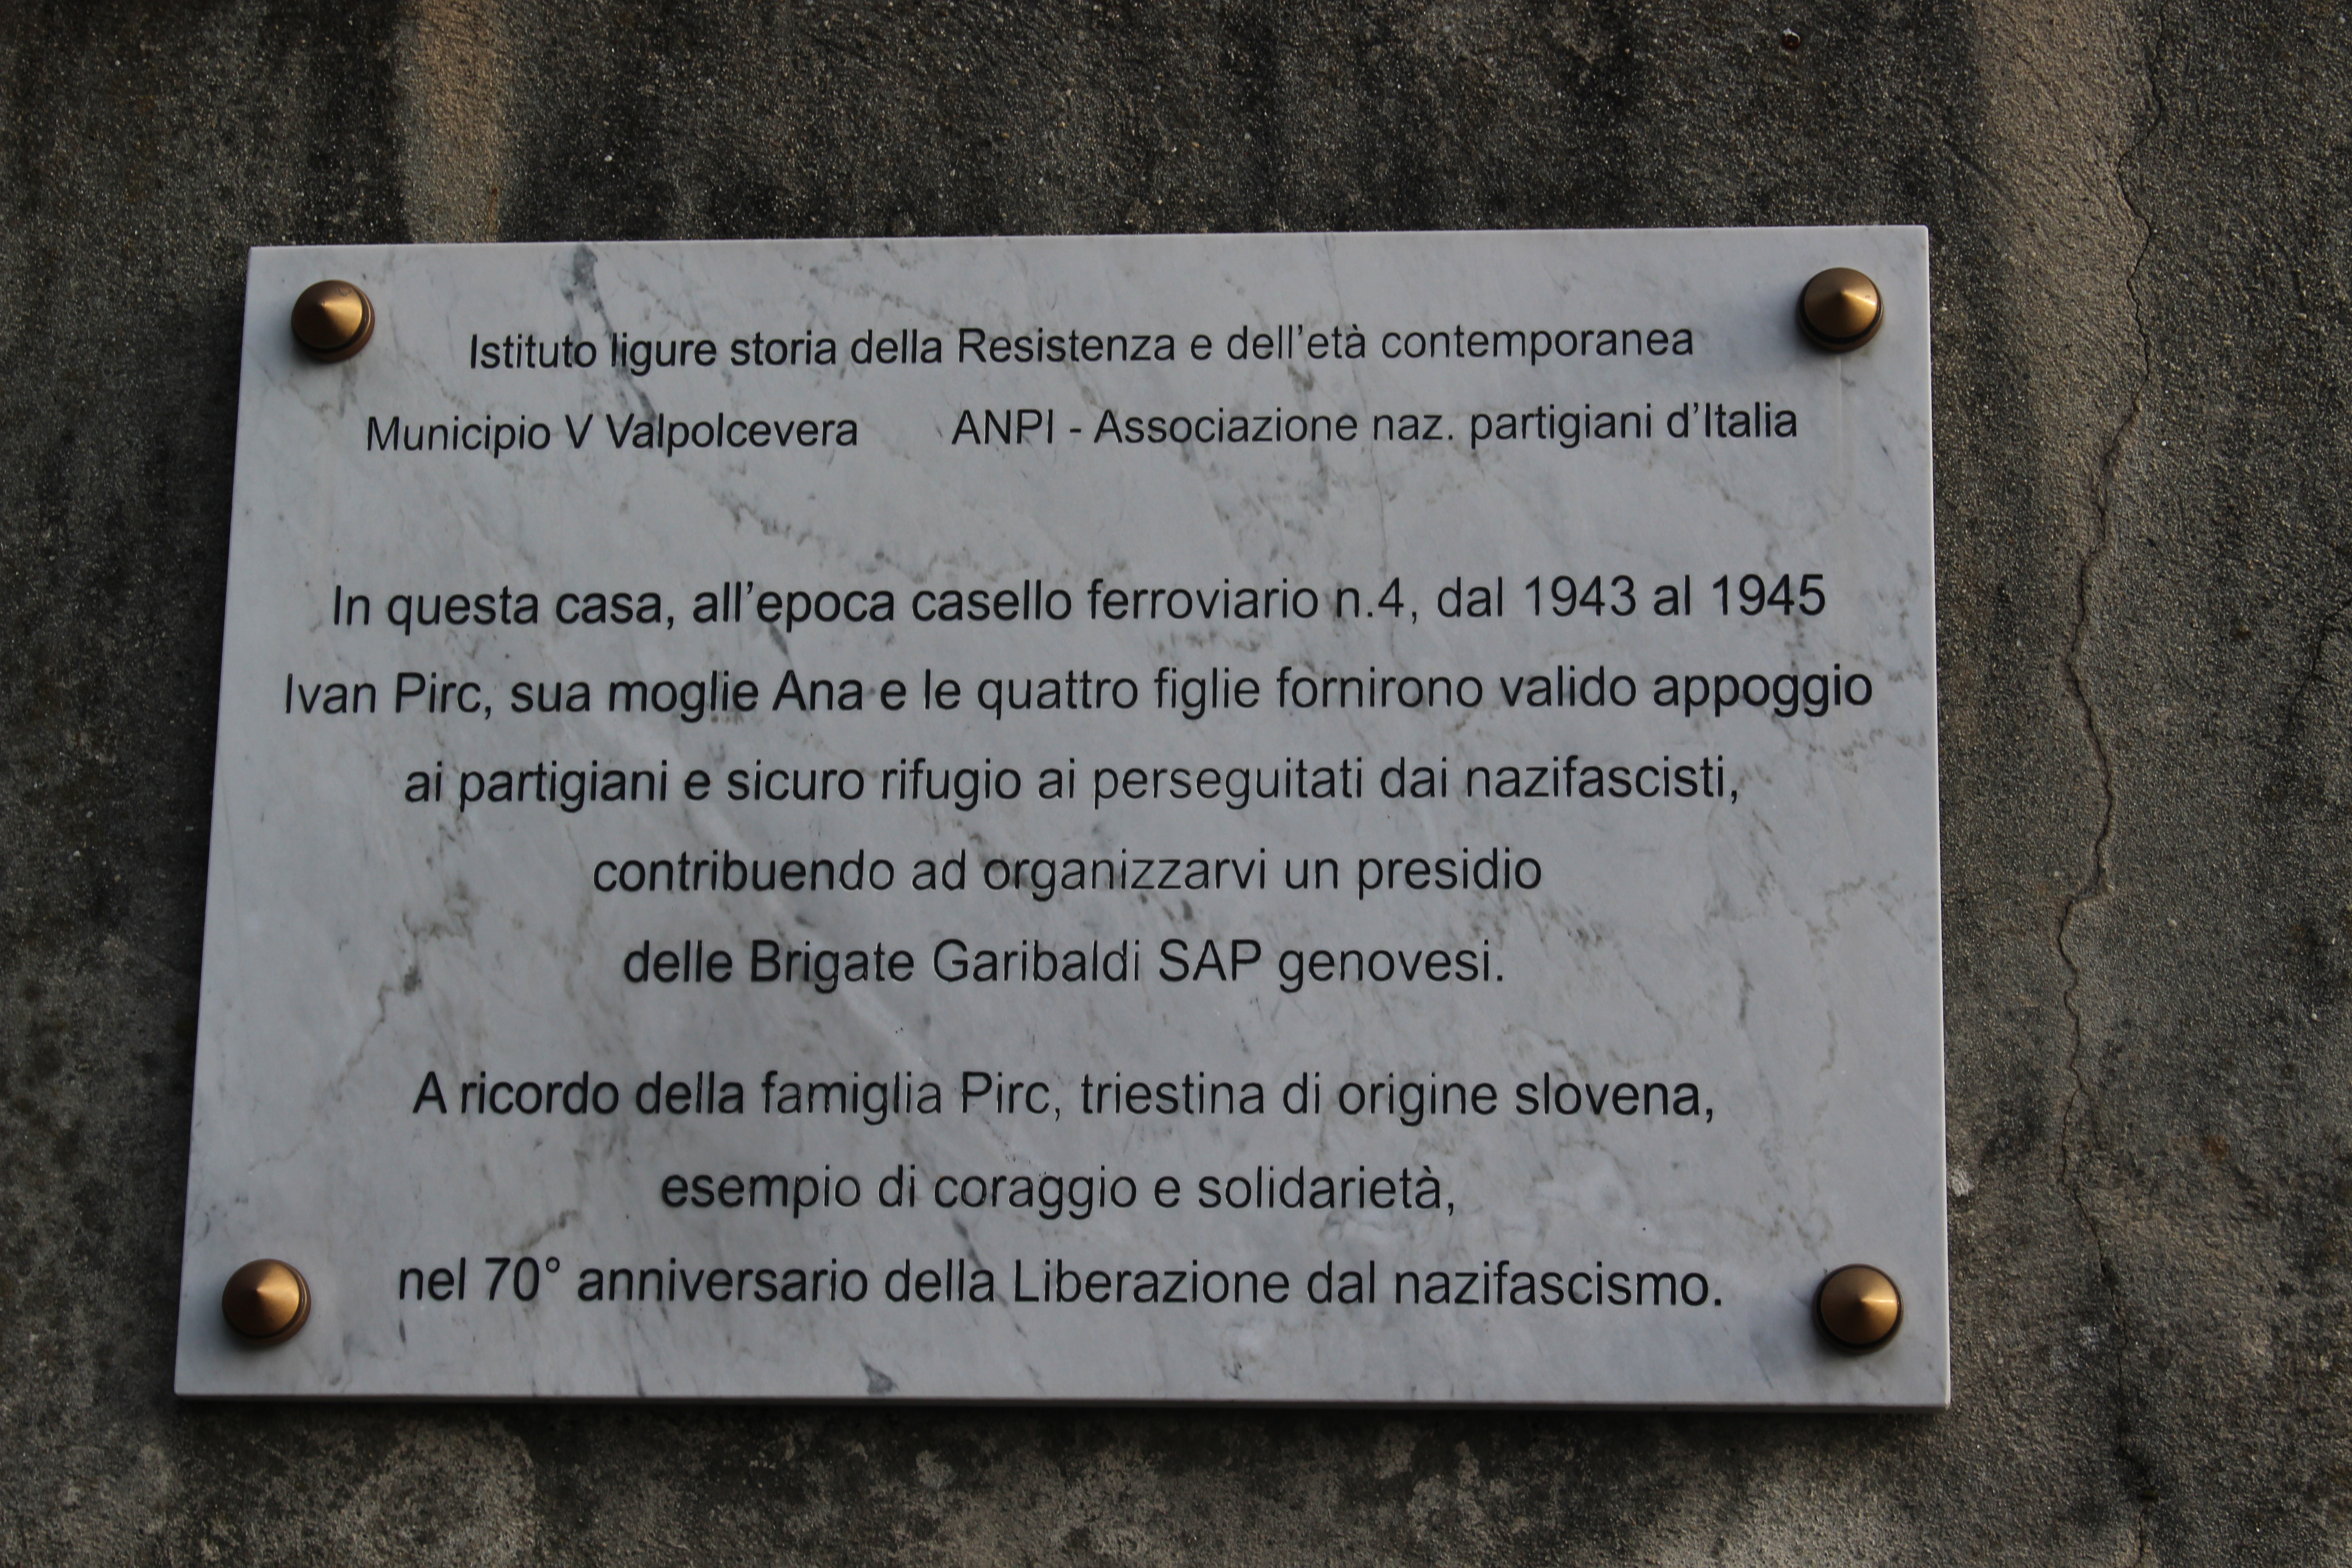 Istituto ligure storia della Resistenza e dell'età contemporanea
Municipio V Valpolcevera ANPI - Associazione naz. partigiani d'Italia
In questa casa, all'epoca casello ferroviario n.4, dal 1943 al 1945
Ivan Pirc, sua moglie Ana e le quattro figlie fornirono valido appoggio
ai partigiani e sicuro rifugio ai perseguitati dai nazifascisti,
contribuendo ad organizzarvi un presidio
delle Brigate Garibaldi SAP genovesi.
A ricordo della famiglia Pirc, triestina di origine slovena,
esempio di coraggio e solidarietà,
nel 70° anniversario della Liberazione dal nazifascismo.